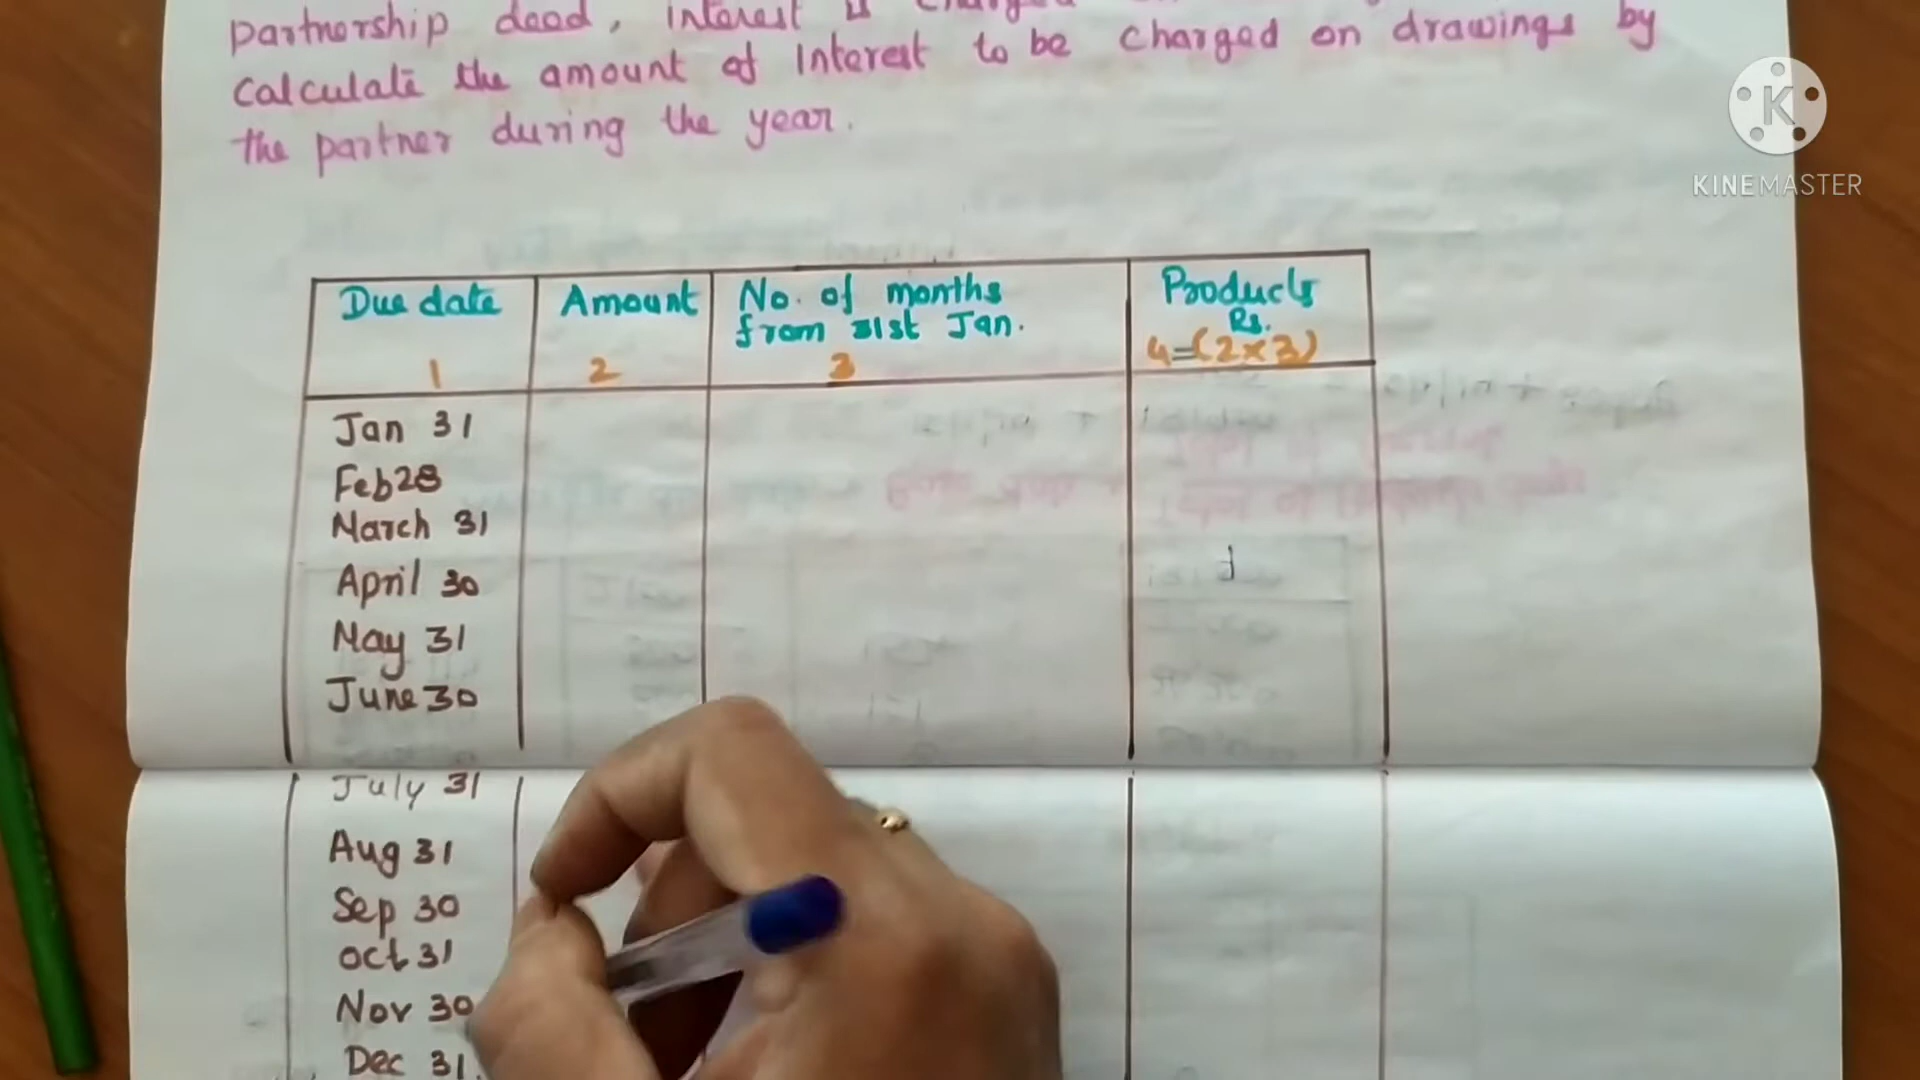 partnership deed, interest is charged
calculate the amount of Interest to be charged on drawings by
the partner during the year.
KINEMASTER
Due date Amount No. of months Products
from 31st Jan. Rs.
1 2 3 4=(2×3)
Jan 31
Feb 28
March 31
April 30
May 31
June 30
July 31
Aug 31
Sep 30
Oct 31
Nov 30
Dec 31.